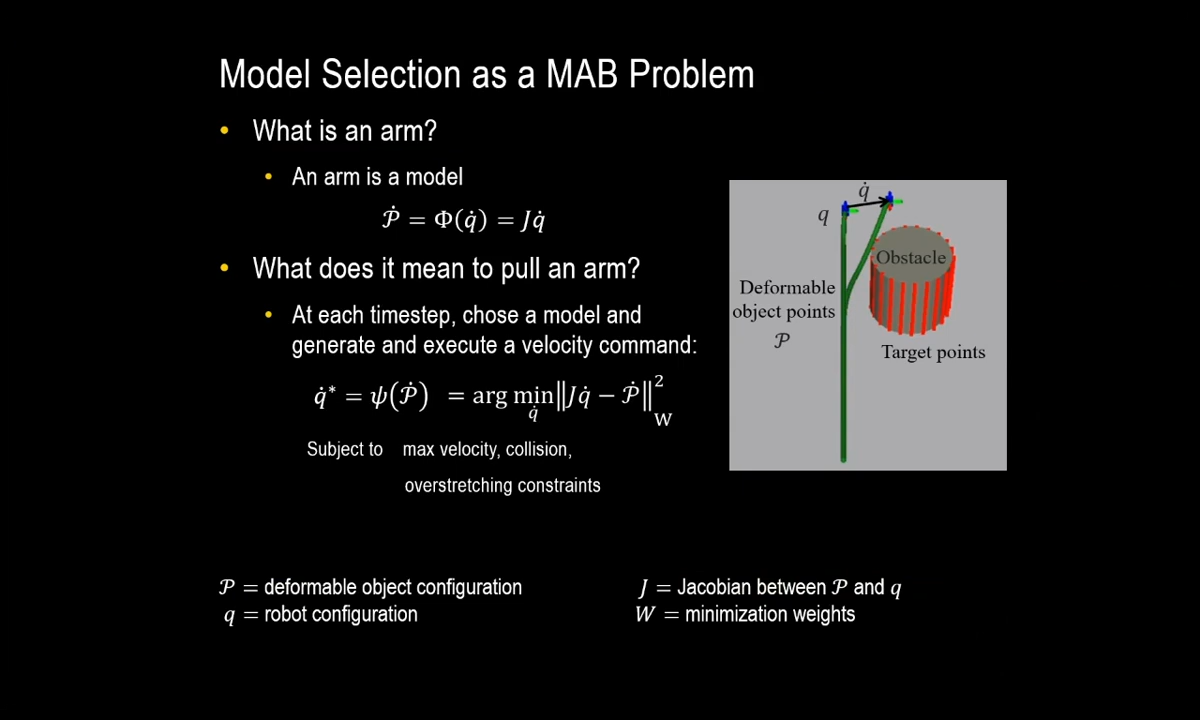 Model Selection as a MAB Problem
• What is an arm?
• An arm is a model
𝒫̇ = Φ(q̇) = Jq̇
• What does it mean to pull an arm?
• At each timestep, chose a model and
generate and execute a velocity command:
q̇* = ψ(𝒫̇) = arg min_q̇ ‖Jq̇ − 𝒫̇‖²_W
Subject to max velocity, collision,
overstretching constraints
q̇
q
Obstacle
Deformable
object points
𝒫
Target points
𝒫 = deformable object configuration
q = robot configuration
J = Jacobian between 𝒫 and q
W = minimization weights